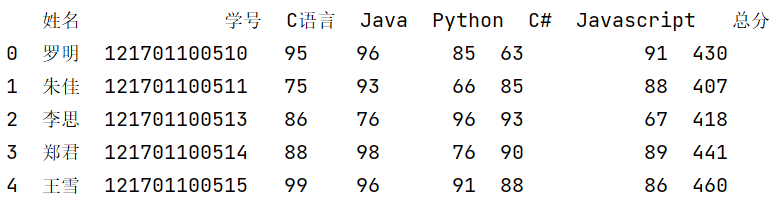 姓名 学号 C语言 Java Python C# Javascript 总分
0 罗明 121701100510 95 96 85 63 91 430
1 朱佳 121701100511 75 93 66 85 88 407
2 李思 121701100513 86 76 96 93 67 418
3 郑君 121701100514 88 98 76 90 89 441
4 王雪 121701100515 99 96 91 88 86 460